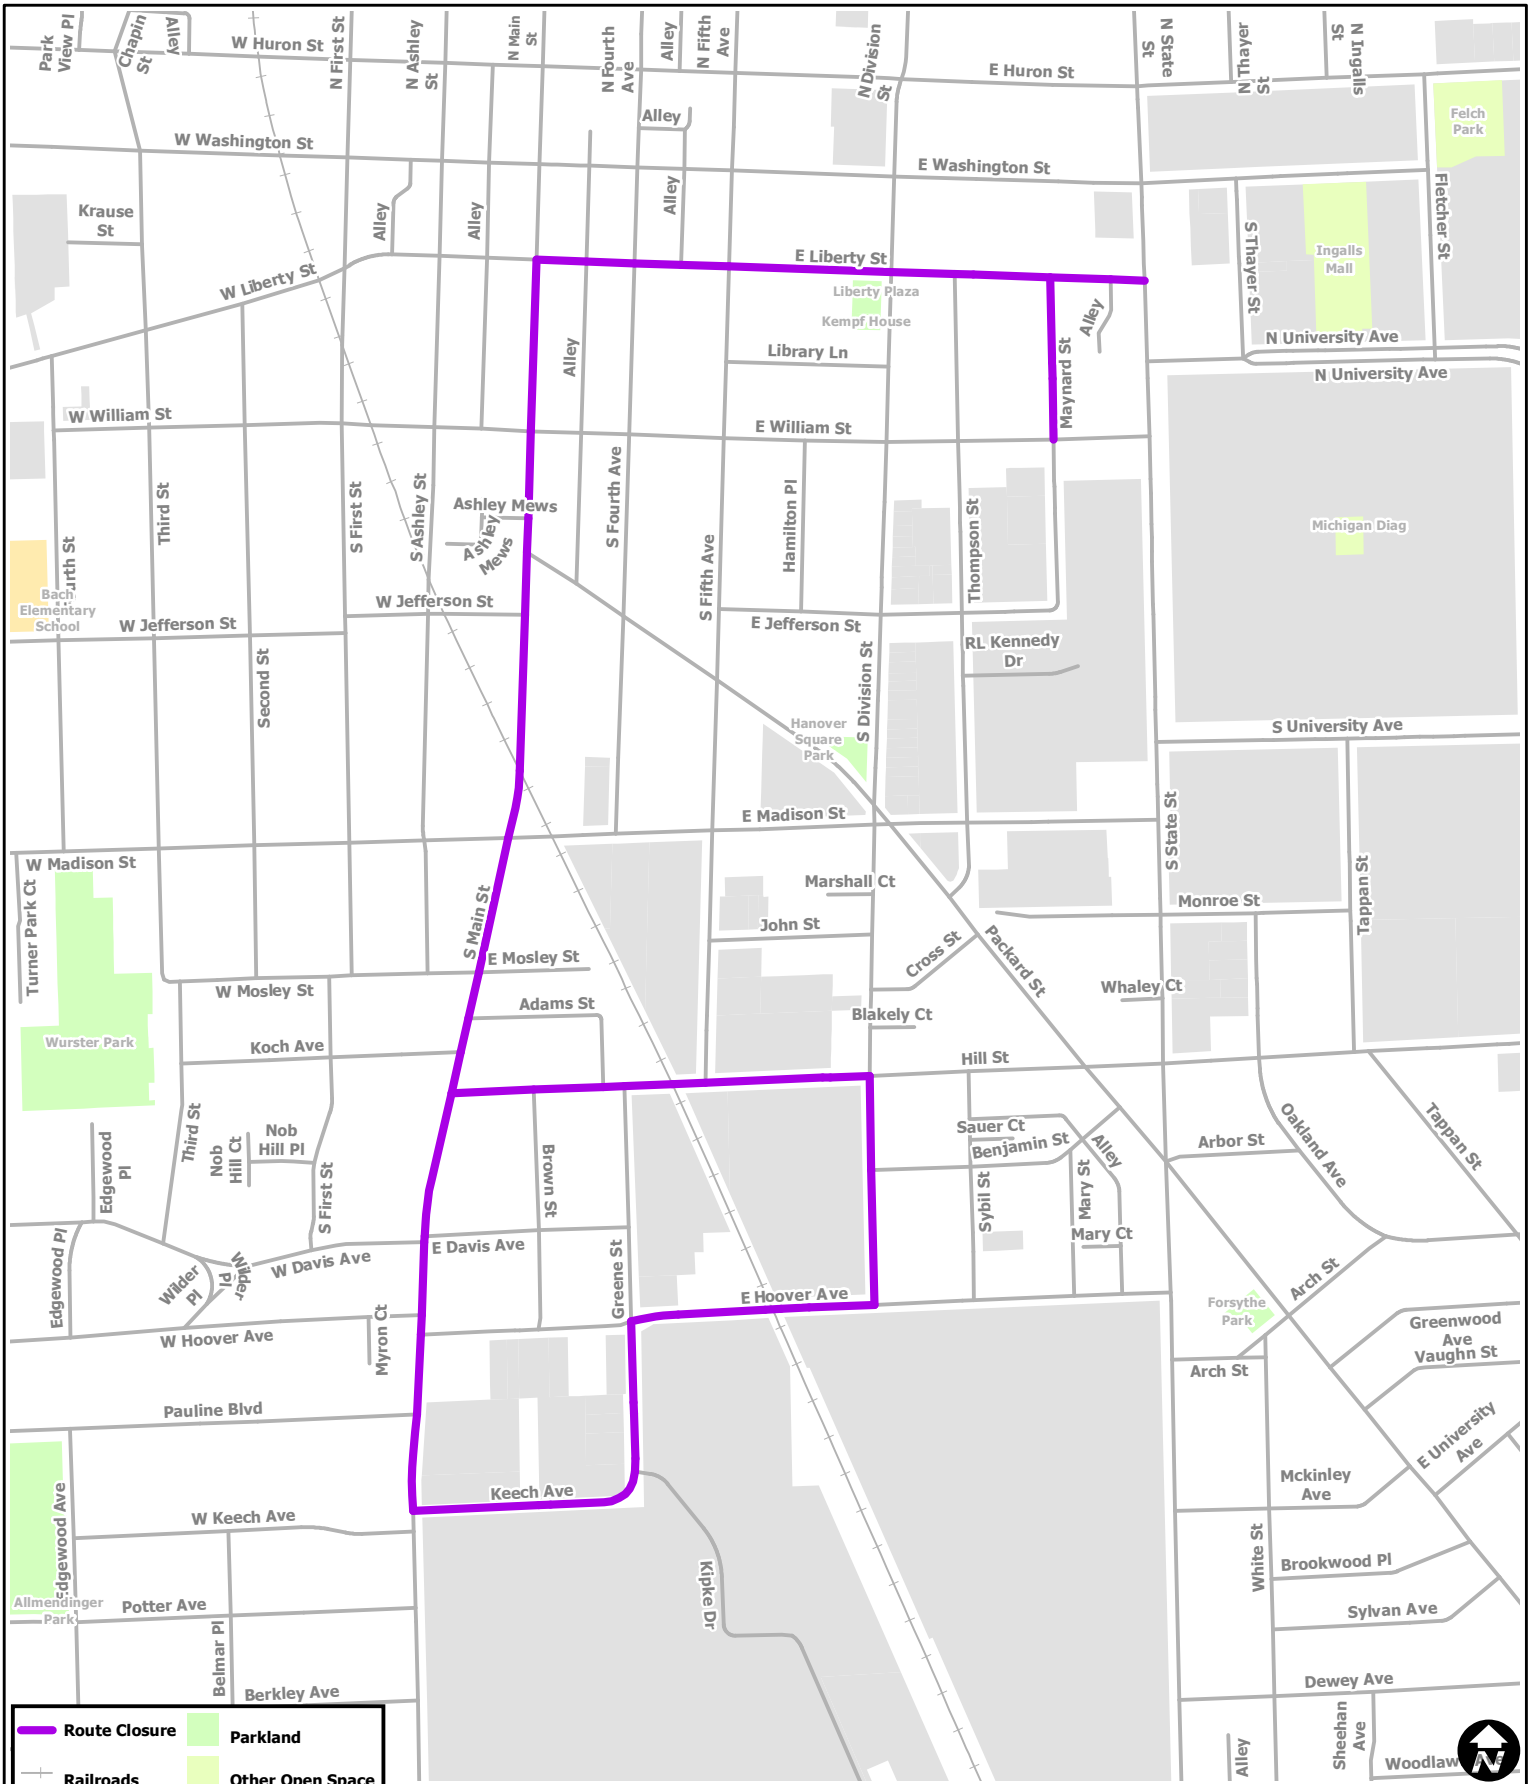 Park
View Pl
Chapin
St
Alley
W Huron St
N First St
N Ashley
St
N Main
St
N Fourth
Ave
Alley
N Fifth
Ave
N Division
St
E Huron St
N State
St
N Thayer
St
N Ingalls
St
Felch
Park
Alley
W Washington St
E Washington St
Fletcher St
Krause
St
Alley
Alley
Alley
W Liberty St
E Liberty St
Liberty Plaza
Kempf House
S Thayer St
Ingalls
Mall
N University Ave
N University Ave
Alley
Maynard St
Library Ln
Alley
W William St
E William St
Third St
S First St
S Ashley St
Ashley Mews
Ashley
Mews
S Fourth Ave
Hamilton Pl
Thompson St
Michigan Diag
urth St
Bach
Elementary
School
S Fifth Ave
W Jefferson St
W Jefferson St
E Jefferson St
RL Kennedy
Dr
Second St
S Division St
Hanover
Square
Park
S University Ave
E Madison St
W Madison St
S State St
Turner Park Ct
Marshall Ct
Monroe St
Tappan St
S Main St
John St
Cross St
Packard St
E Mosley St
W Mosley St
Whaley Ct
Adams St
Blakely Ct
Wurster Park
Koch Ave
Hill St
Third St
Edgewood
Pl
Nob
Hill Ct
Nob
Hill Pl
S First St
Brown St
Sauer Ct
Benjamin St
Alley
Arbor St
Oakland Ave
Tappan St
Sybil St
Mary St
Mary Ct
Edgewood Pl
Wilder
Pl
Wilder
Pl
W Davis Ave
E Davis Ave
Greene St
E Hoover Ave
Arch St
Forsythe
Park
W Hoover Ave
Myron Ct
Greenwood
Ave
Vaughn St
Arch St
Pauline Blvd
E University
Ave
Keech Ave
Mckinley
Ave
W Keech Ave
Edgewood Ave
Kipke Dr
White St
Brookwood Pl
Allmendinger
Park
Potter Ave
Sylvan Ave
Belmar Pl
Berkley Ave
Dewey Ave
Sheehan
Ave
Alley
Woodlawn Ave
Route Closure
Parkland
Railroads
Other Open Space
N